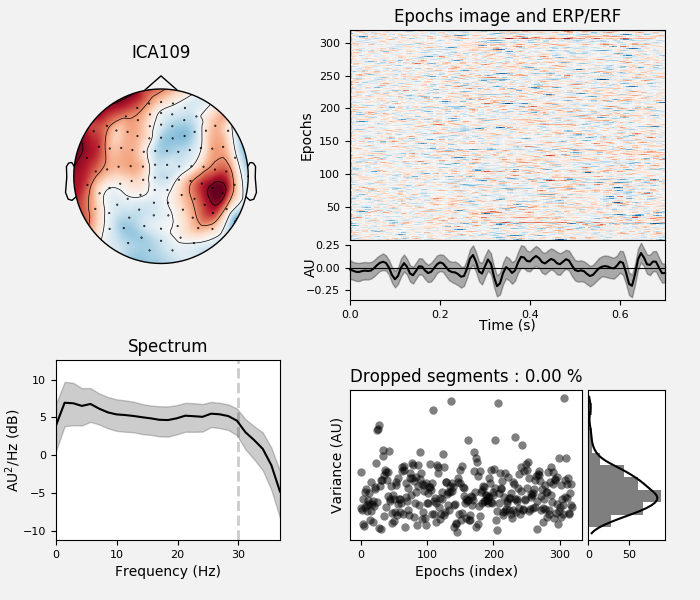 ICA109
Epochs image and ERP/ERF
Epochs
300
250
200
150
100
50
AU
0.25
0.00
−0.25
0.0 0.2 0.4 0.6
Time (s)
Spectrum
AU²/Hz (dB)
10
5
0
−5
−10
0 10 20 30
Frequency (Hz)
Dropped segments : 0.00 %
Variance (AU)
0 100 200 300
Epochs (index)
0 50